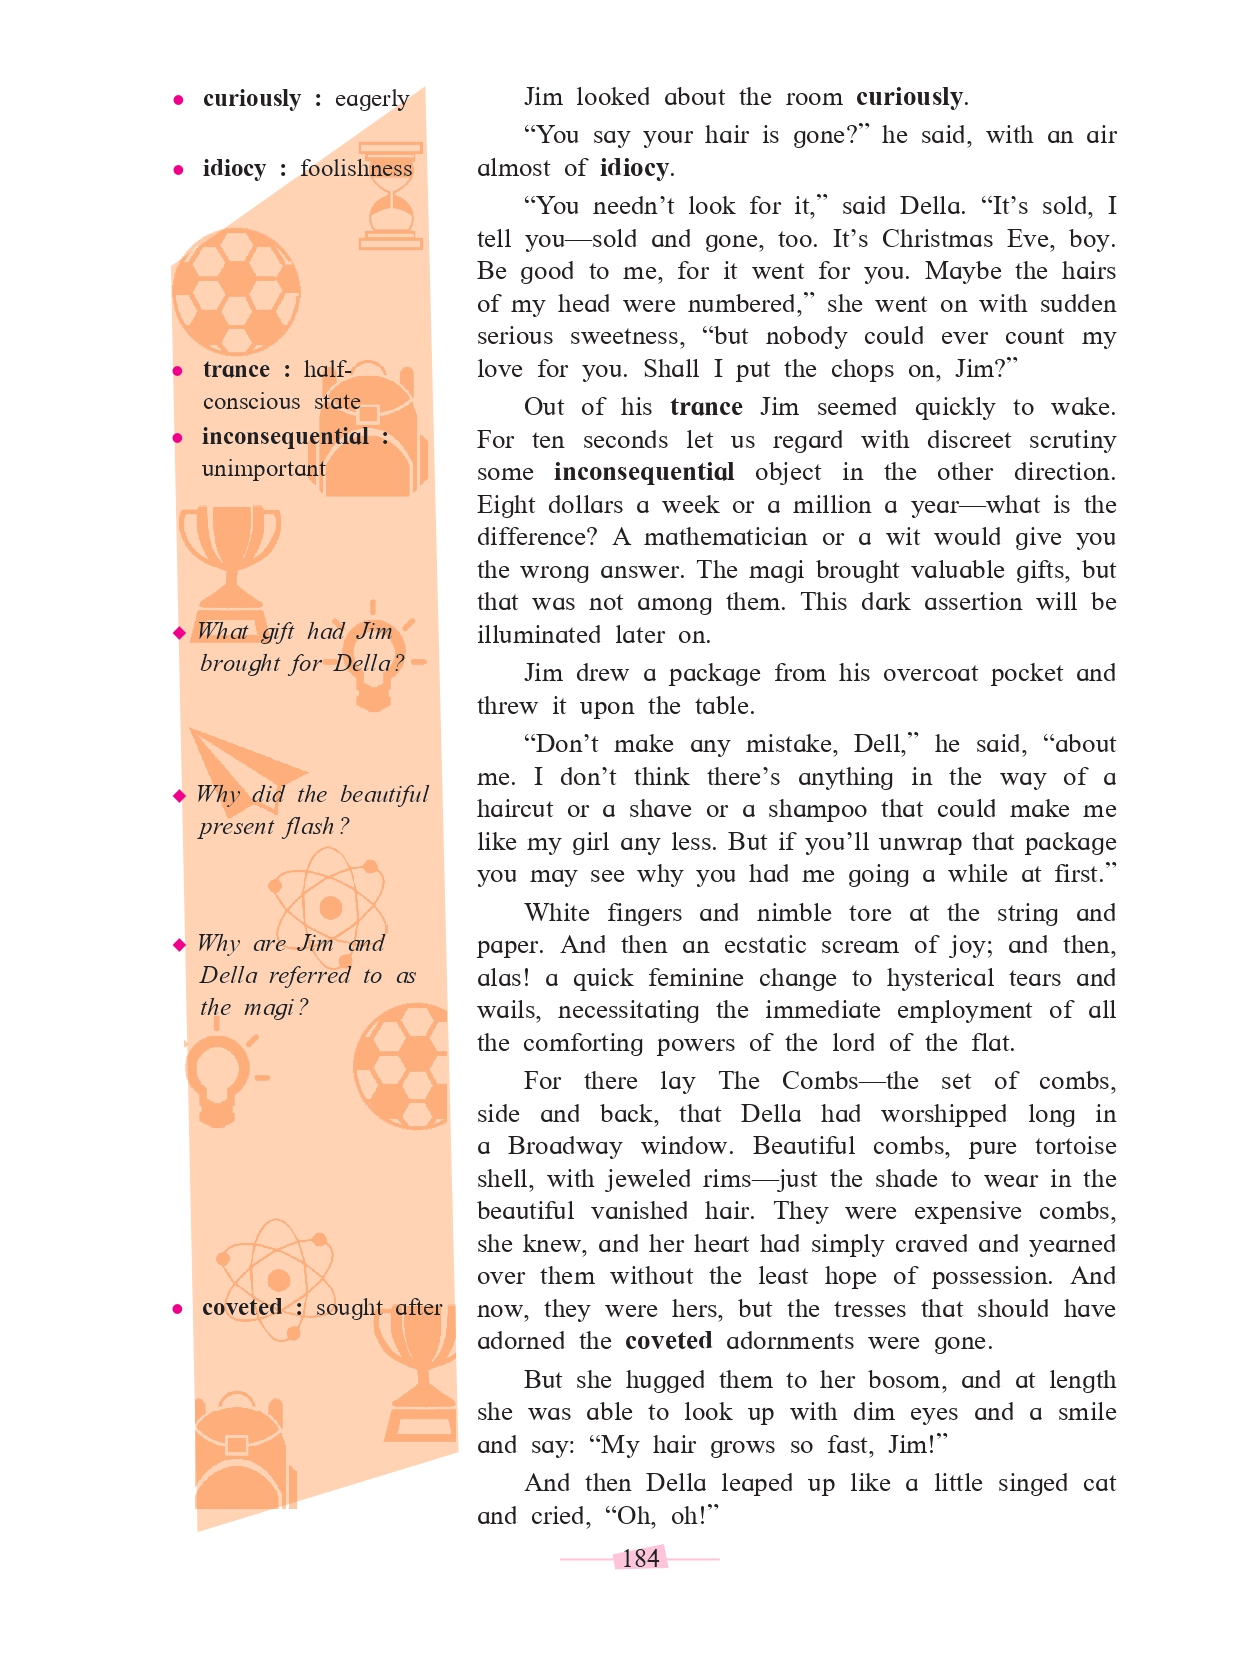 • curiously : eagerly
• idiocy : foolishness
• trance : half-
conscious state
• inconsequential :
unimportant
◆ What gift had Jim
brought for Della?
◆ Why did the beautiful
present flash?
◆ Why are Jim and
Della referred to as
the magi?
• coveted : sought after
Jim looked about the room curiously.
“You say your hair is gone?” he said, with an air
almost of idiocy.
“You needn’t look for it,” said Della. “It’s sold, I
tell you—sold and gone, too. It’s Christmas Eve, boy.
Be good to me, for it went for you. Maybe the hairs
of my head were numbered,” she went on with sudden
serious sweetness, “but nobody could ever count my
love for you. Shall I put the chops on, Jim?”
Out of his trance Jim seemed quickly to wake.
For ten seconds let us regard with discreet scrutiny
some inconsequential object in the other direction.
Eight dollars a week or a million a year—what is the
difference? A mathematician or a wit would give you
the wrong answer. The magi brought valuable gifts, but
that was not among them. This dark assertion will be
illuminated later on.
Jim drew a package from his overcoat pocket and
threw it upon the table.
“Don’t make any mistake, Dell,” he said, “about
me. I don’t think there’s anything in the way of a
haircut or a shave or a shampoo that could make me
like my girl any less. But if you’ll unwrap that package
you may see why you had me going a while at first.”
White fingers and nimble tore at the string and
paper. And then an ecstatic scream of joy; and then,
alas! a quick feminine change to hysterical tears and
wails, necessitating the immediate employment of all
the comforting powers of the lord of the flat.
For there lay The Combs—the set of combs,
side and back, that Della had worshipped long in
a Broadway window. Beautiful combs, pure tortoise
shell, with jeweled rims—just the shade to wear in the
beautiful vanished hair. They were expensive combs,
she knew, and her heart had simply craved and yearned
over them without the least hope of possession. And
now, they were hers, but the tresses that should have
adorned the coveted adornments were gone.
But she hugged them to her bosom, and at length
she was able to look up with dim eyes and a smile
and say: “My hair grows so fast, Jim!”
And then Della leaped up like a little singed cat
and cried, “Oh, oh!”
184